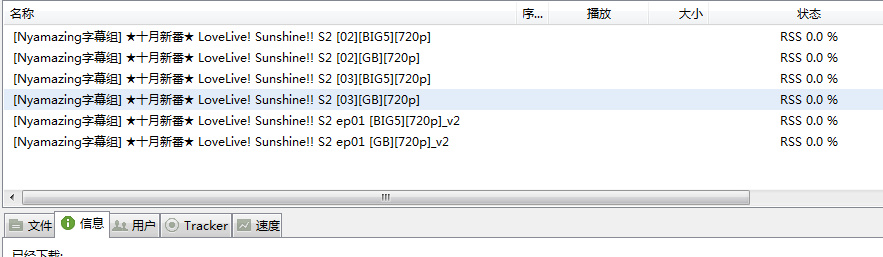 名称 序... 播放 大小 状态
[Nyamazing字幕组] ★十月新番★ LoveLive! Sunshine!! S2 [02][BIG5][720p] RSS 0.0 %
[Nyamazing字幕组] ★十月新番★ LoveLive! Sunshine!! S2 [02][GB][720p] RSS 0.0 %
[Nyamazing字幕组] ★十月新番★ LoveLive! Sunshine!! S2 [03][BIG5][720p] RSS 0.0 %
[Nyamazing字幕组] ★十月新番★ LoveLive! Sunshine!! S2 [03][GB][720p] RSS 0.0 %
[Nyamazing字幕组] ★十月新番★ LoveLive! Sunshine!! S2 ep01 [BIG5][720p]_v2 RSS 0.0 %
[Nyamazing字幕组] ★十月新番★ LoveLive! Sunshine!! S2 ep01 [GB][720p]_v2 RSS 0.0 %
文件 信息 用户 Tracker 速度
已经下载: